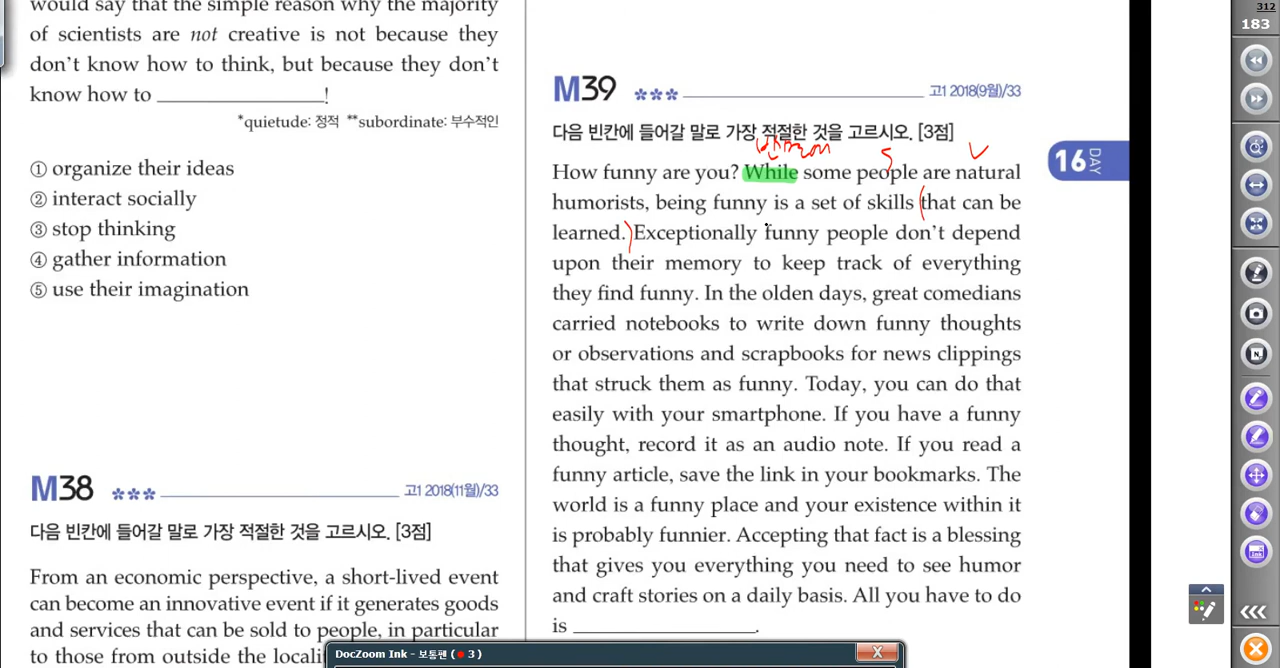 would say that the simple reason why the majority
of scientists are not creative is not because they
don't know how to think, but because they don't
know how to ____________________!
*quietude: 정적 **subordinate: 부수적인
① organize their ideas
② interact socially
③ stop thinking
④ gather information
⑤ use their imagination
M38 *** 고1 2018(11월)/33
다음 빈칸에 들어갈 말로 가장 적절한 것을 고르시오. [3점]
From an economic perspective, a short-lived event
can become an innovative event if it generates goods
and services that can be sold to people, in particular
to those from outside the locali
M39 *** 고1 2018(9월)/33
다음 빈칸에 들어갈 말로 가장 적절한 것을 고르시오. [3점]
S V
How funny are you? While some people are natural
humorists, being funny is a set of skills (that can be
learned.) Exceptionally funny people don't depend
upon their memory to keep track of everything
they find funny. In the olden days, great comedians
carried notebooks to write down funny thoughts
or observations and scrapbooks for news clippings
that struck them as funny. Today, you can do that
easily with your smartphone. If you have a funny
thought, record it as an audio note. If you read a
funny article, save the link in your bookmarks. The
world is a funny place and your existence within it
is probably funnier. Accepting that fact is a blessing
that gives you everything you need to see humor
and craft stories on a daily basis. All you have to do
is ____________________.
16 DAY
312
183
DocZoom Ink - 보통펜 ( 3 )